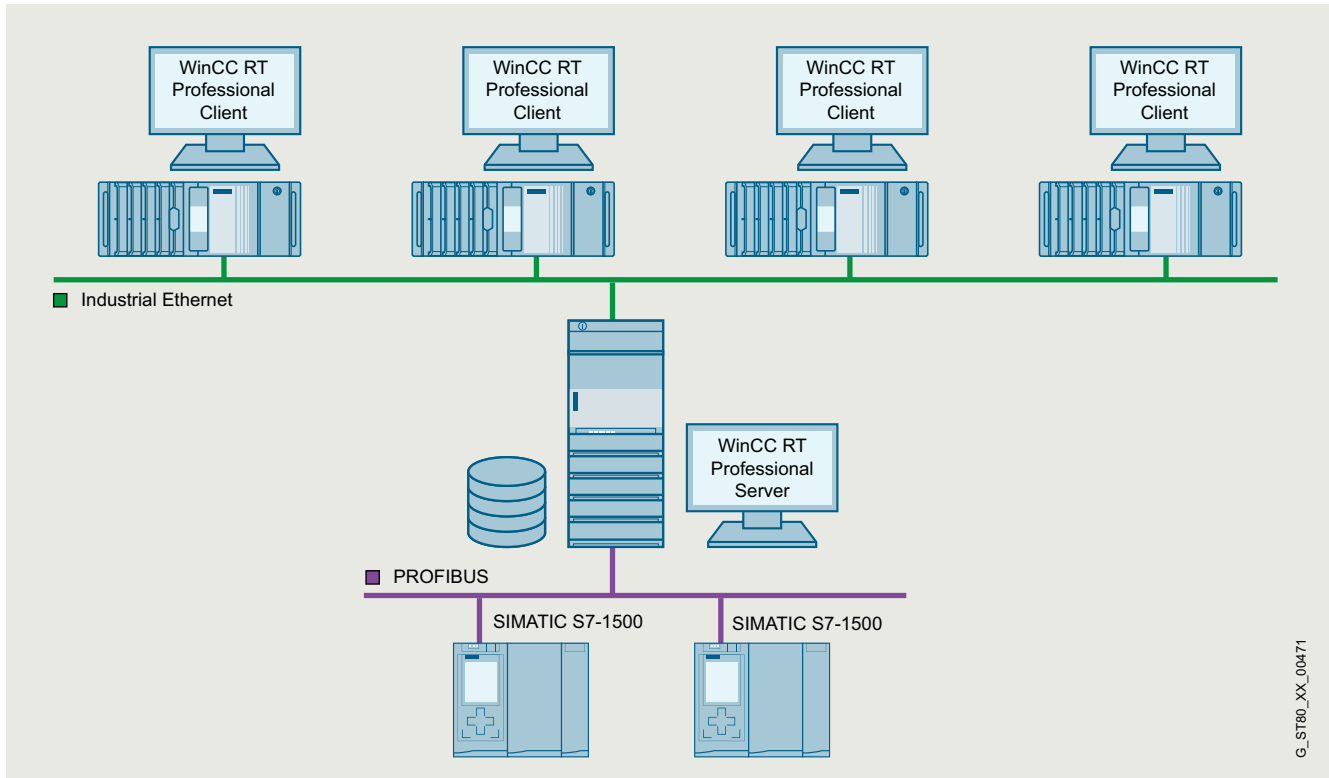 WinCC RT
Professional
Client
WinCC RT
Professional
Client
WinCC RT
Professional
Client
WinCC RT
Professional
Client
Industrial Ethernet
WinCC RT
Professional
Server
PROFIBUS
SIMATIC S7-1500
SIMATIC S7-1500
G_ST80_XX_00471